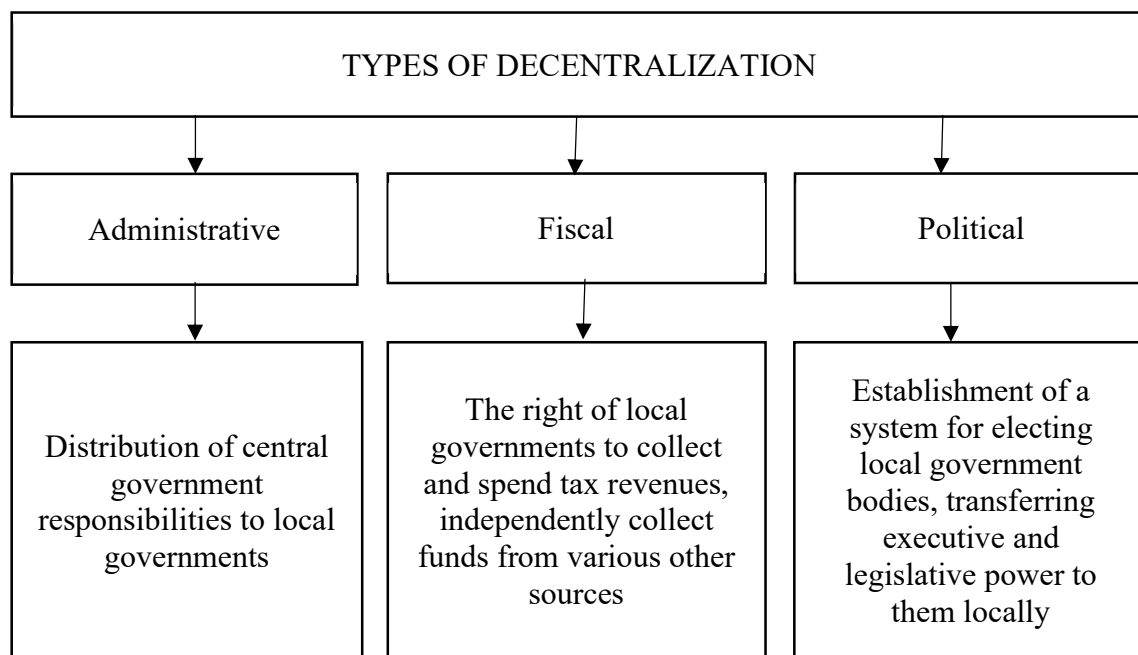 TYPES OF DECENTRALIZATION
Administrative
Fiscal
Political
Distribution of central
government
responsibilities to local
governments
The right of local
governments to collect
and spend tax revenues,
independently collect
funds from various other
sources
Establishment of a
system for electing
local government
bodies, transferring
executive and
legislative power to
them locally